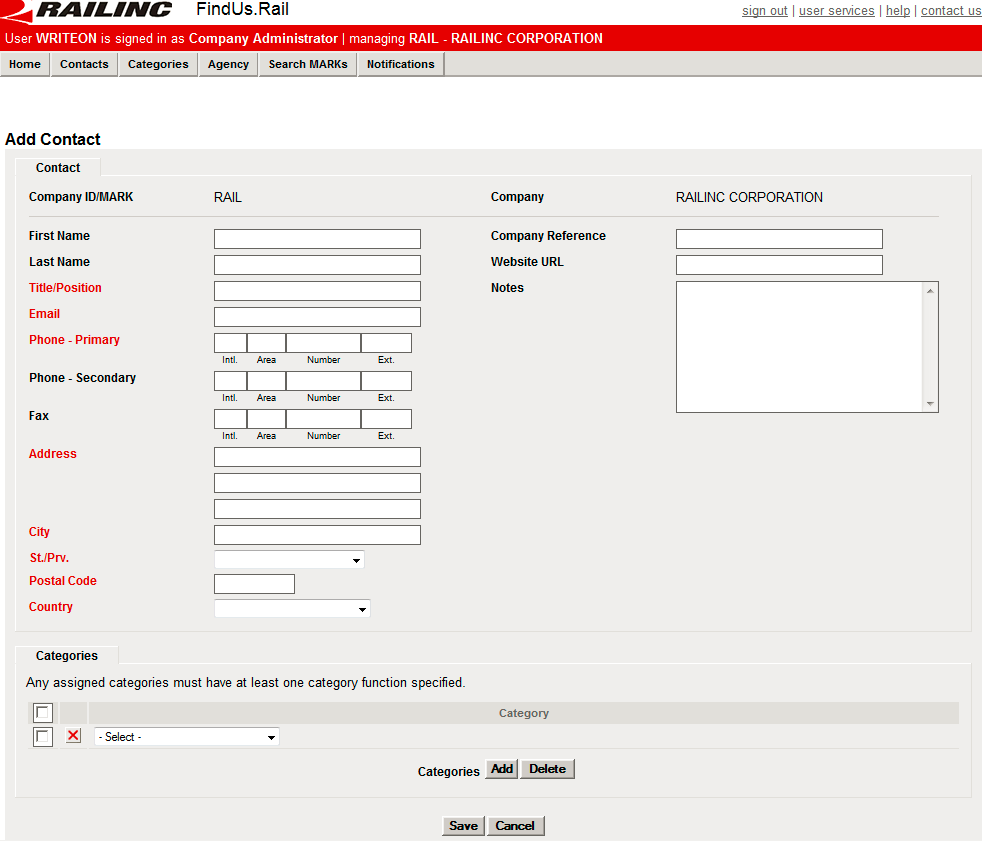 RAILINC FindUs.Rail sign out | user services | help | contact us
User WRITEON is signed in as Company Administrator | managing RAIL - RAILINC CORPORATION
Home Contacts Categories Agency Search MARKs Notifications
Add Contact
Contact
Company ID/MARK RAIL Company RAILINC CORPORATION
First Name Company Reference
Last Name Website URL
Title/Position Notes
Email
Phone - Primary
Intl. Area Number Ext.
Phone - Secondary
Intl. Area Number Ext.
Fax
Intl. Area Number Ext.
Address
City
St./Prv.
Postal Code
Country
Categories
Any assigned categories must have at least one category function specified.
Category
- Select -
Categories Add Delete
Save Cancel